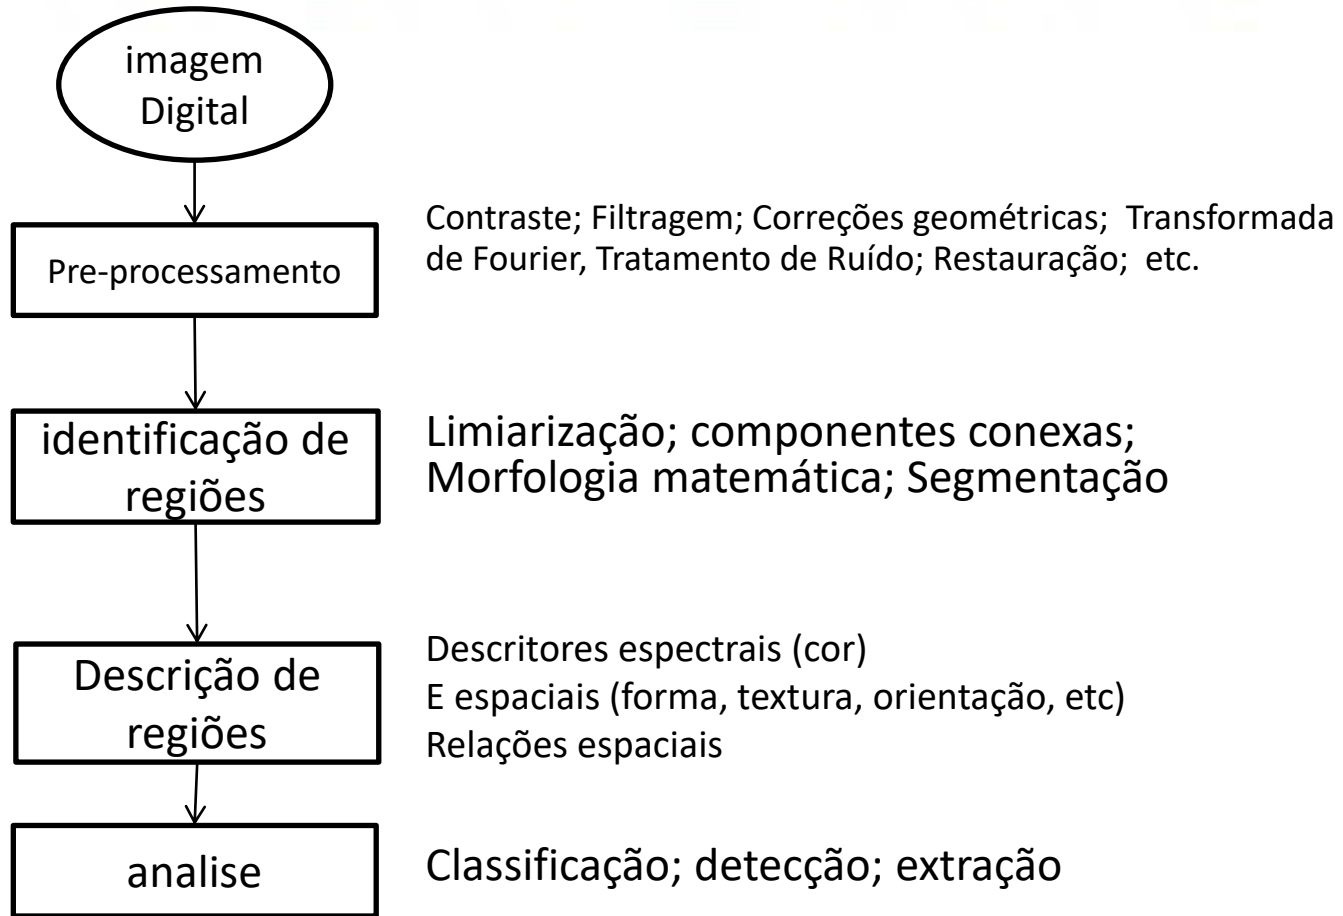 imagem
Digital
Pre-processamento
Contraste; Filtragem; Correções geométricas; Transformada
de Fourier, Tratamento de Ruído; Restauração; etc.
identificação de
regiões
Limiarização; componentes conexas;
Morfologia matemática; Segmentação
Descrição de
regiões
Descritores espectrais (cor)
E espaciais (forma, textura, orientação, etc)
Relações espaciais
analise
Classificação; detecção; extração